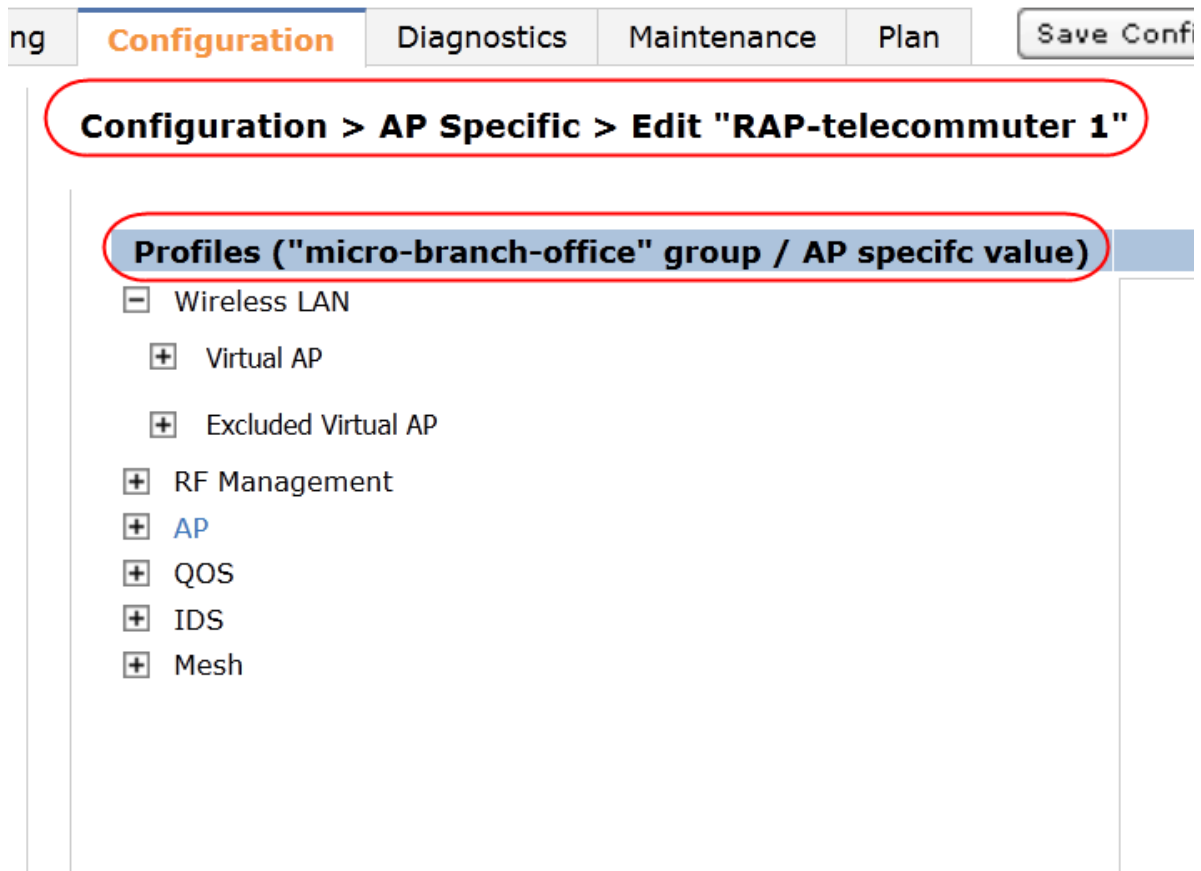 ng Configuration Diagnostics Maintenance Plan Save Confi
Configuration > AP Specific > Edit "RAP-telecommuter 1"
Profiles ("micro-branch-office" group / AP specifc value)
Wireless LAN
Virtual AP
Excluded Virtual AP
RF Management
AP
QOS
IDS
Mesh